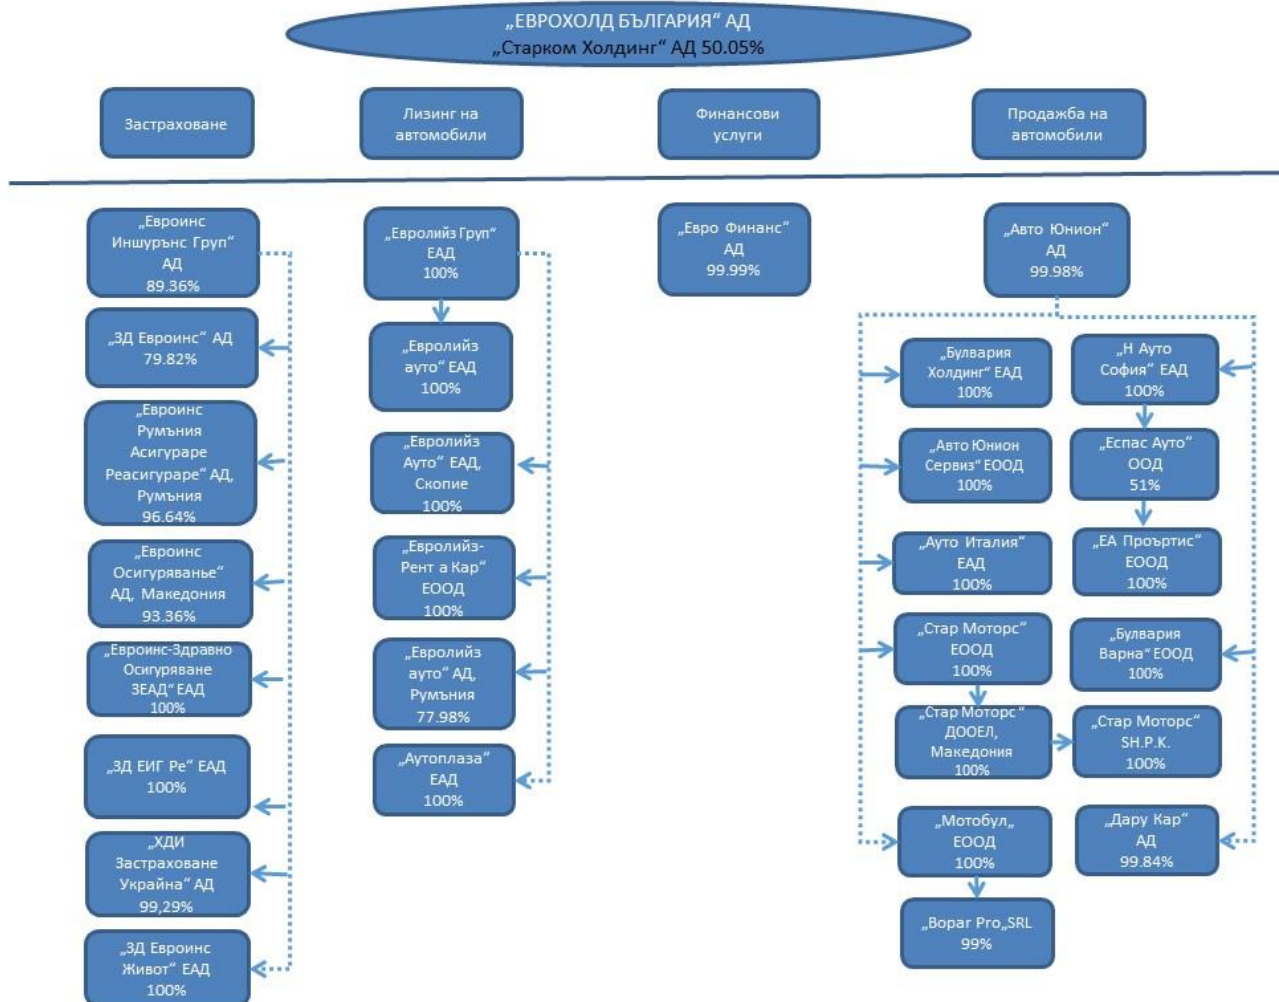 „ЕВРОХОЛД БЪЛГАРИЯ“ АД
„Старком Холдинг“ АД 50.05%
Застраховане
Лизинг на
автомобили
Финансови
услуги
Продажба на
автомобили
„Евроинс
Иншурънс Груп“
АД
89.36%
„ЗД Евроинс“ АД
79.82%
„Евроинс
Румъния
Асигураре
Реасигураре“ АД,
Румъния
96.64%
„Евроинс
Осигуряванье“
АД, Македония
93.36%
„Евроинс-Здравно
Осигуряване
ЗЕАД“ ЕАД
100%
„ЗД ЕИГ Ре“ ЕАД
100%
„ХДИ
Застраховане
Украйна“ АД
99,29%
„ЗД Евроинс
Живот“ ЕАД
100%
„Евролийз Груп“
ЕАД
100%
„Евролийз
ауто“ ЕАД
100%
„Евролийз
Ауто“ ЕАД,
Скопие
100%
„Евролийз-
Рент а Кар“
ЕООД
100%
„Евролийз
ауто“ АД,
Румъния
77.98%
„Аутоплаза“
ЕАД
100%
„Евро Финанс“
АД
99.99%
„Авто Юнион“
АД
99.98%
„Булвария
Холдинг“ ЕАД
100%
„Авто Юнион
Сервиз“ ЕООД
100%
„Ауто Италия“
ЕАД
100%
„Стар Моторс“
ЕООД
100%
„Стар Моторс“
ДООЕЛ,
Македония
100%
„Мотобул„
ЕООД
100%
„Bopar Pro„SRL
99%
„Н Ауто
София“ ЕАД
100%
„Еспас Ауто“
ООД
51%
„ЕА Проъртис“
ЕООД
100%
„Булвария
Варна“ ЕООД
100%
„Стар Моторс“
SH.P.K.
100%
„Дару Кар“
АД
99.84%